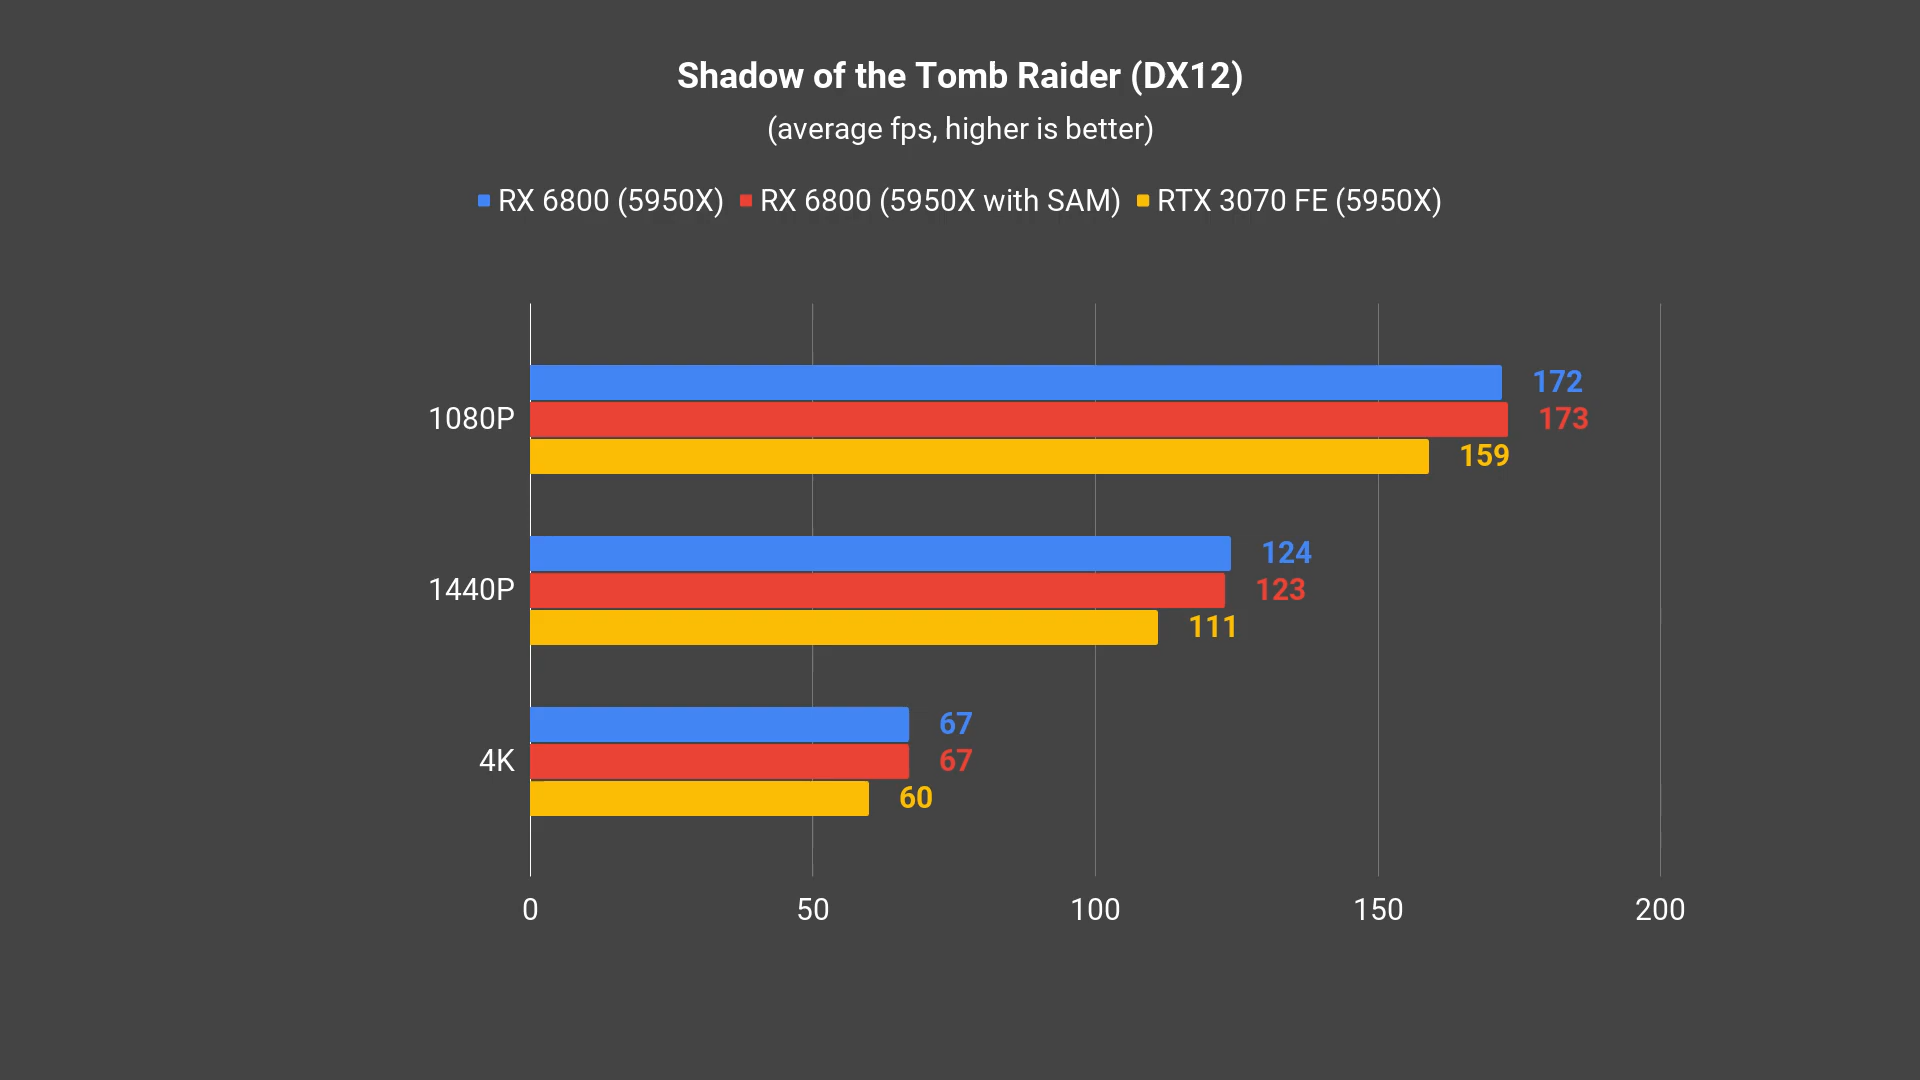 Shadow of the Tomb Raider (DX12)
(average fps, higher is better)
RX 6800 (5950X) RX 6800 (5950X with SAM) RTX 3070 FE (5950X)
172
1080P 173
159
124
1440P 123
111
67
4K 67
60
0 50 100 150 200